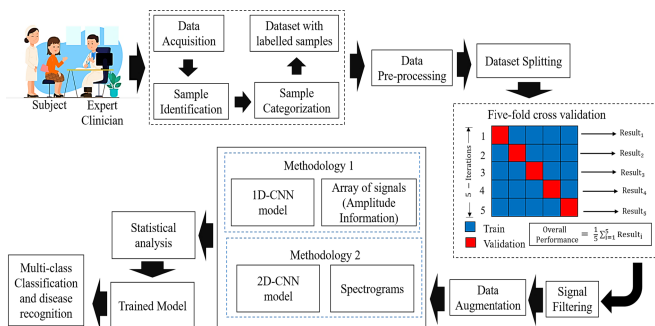 Subject
Expert
Clinician
Data
Acquisition
Dataset with
labelled samples
Sample
Identification
Sample
Categorization
Data
Pre-processing
Dataset Splitting
Five-fold cross validation
5 – Iterations
1
Result₁
2
Result₂
3
Result₃
4
Result₄
5
Result₅
Train
Validation
Overall
Performance = 1/5 ∑⁵ᵢ₌₁ Resultᵢ
Signal
Filtering
Data
Augmentation
Methodology 1
1D-CNN
model
Array of signals
(Amplitude
Information)
Methodology 2
2D-CNN
model
Spectrograms
Statistical
analysis
Trained Model
Multi-class
Classification
and disease
recognition